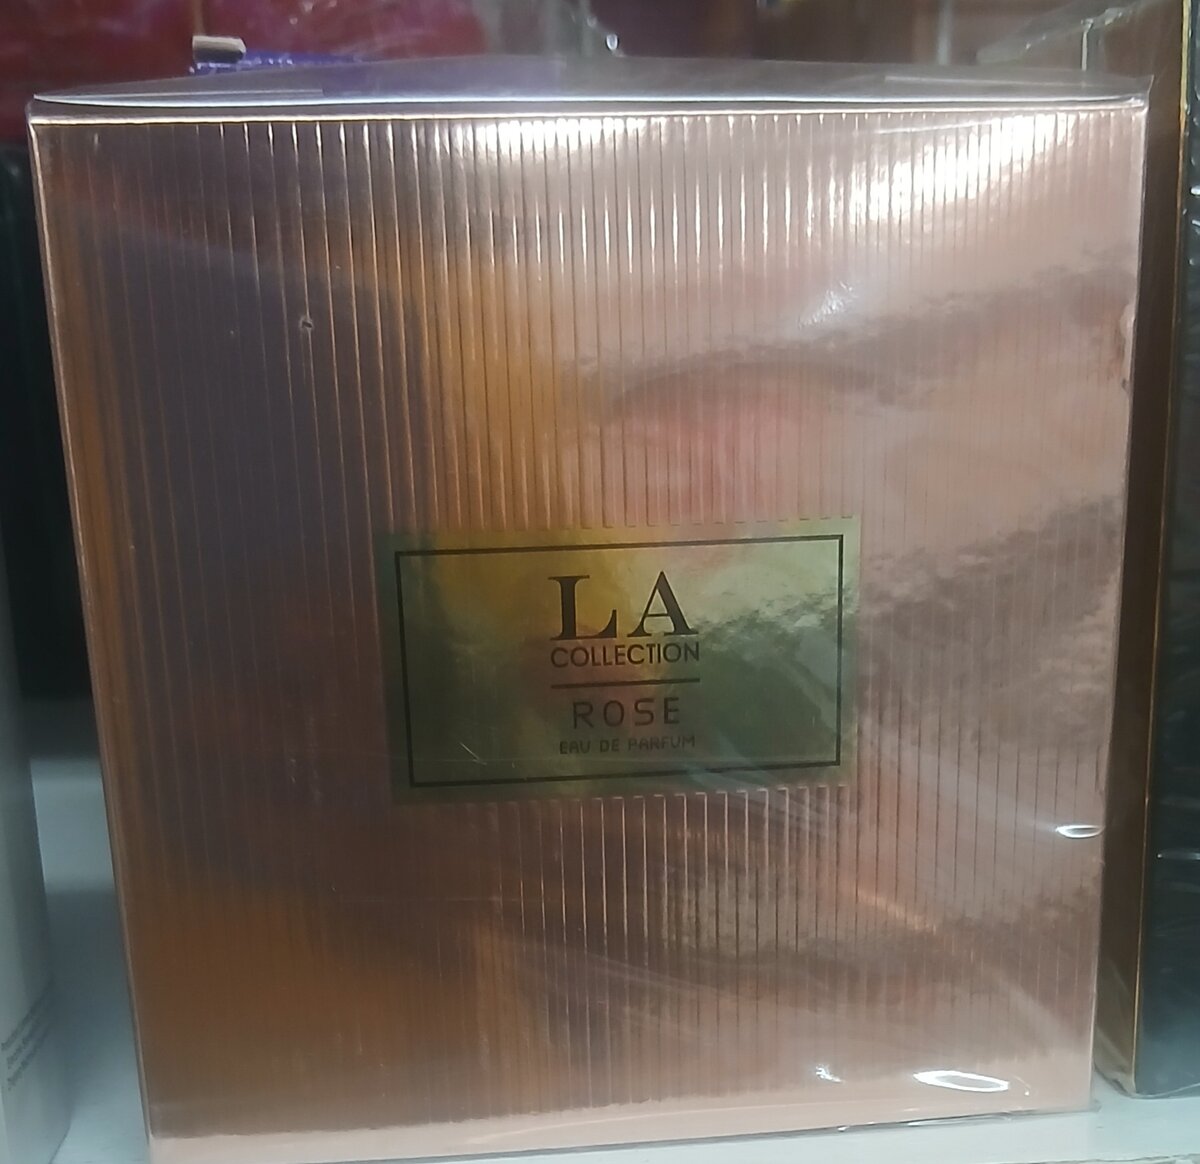 LA
COLLECTION
ROSE
EAU DE PARFUM